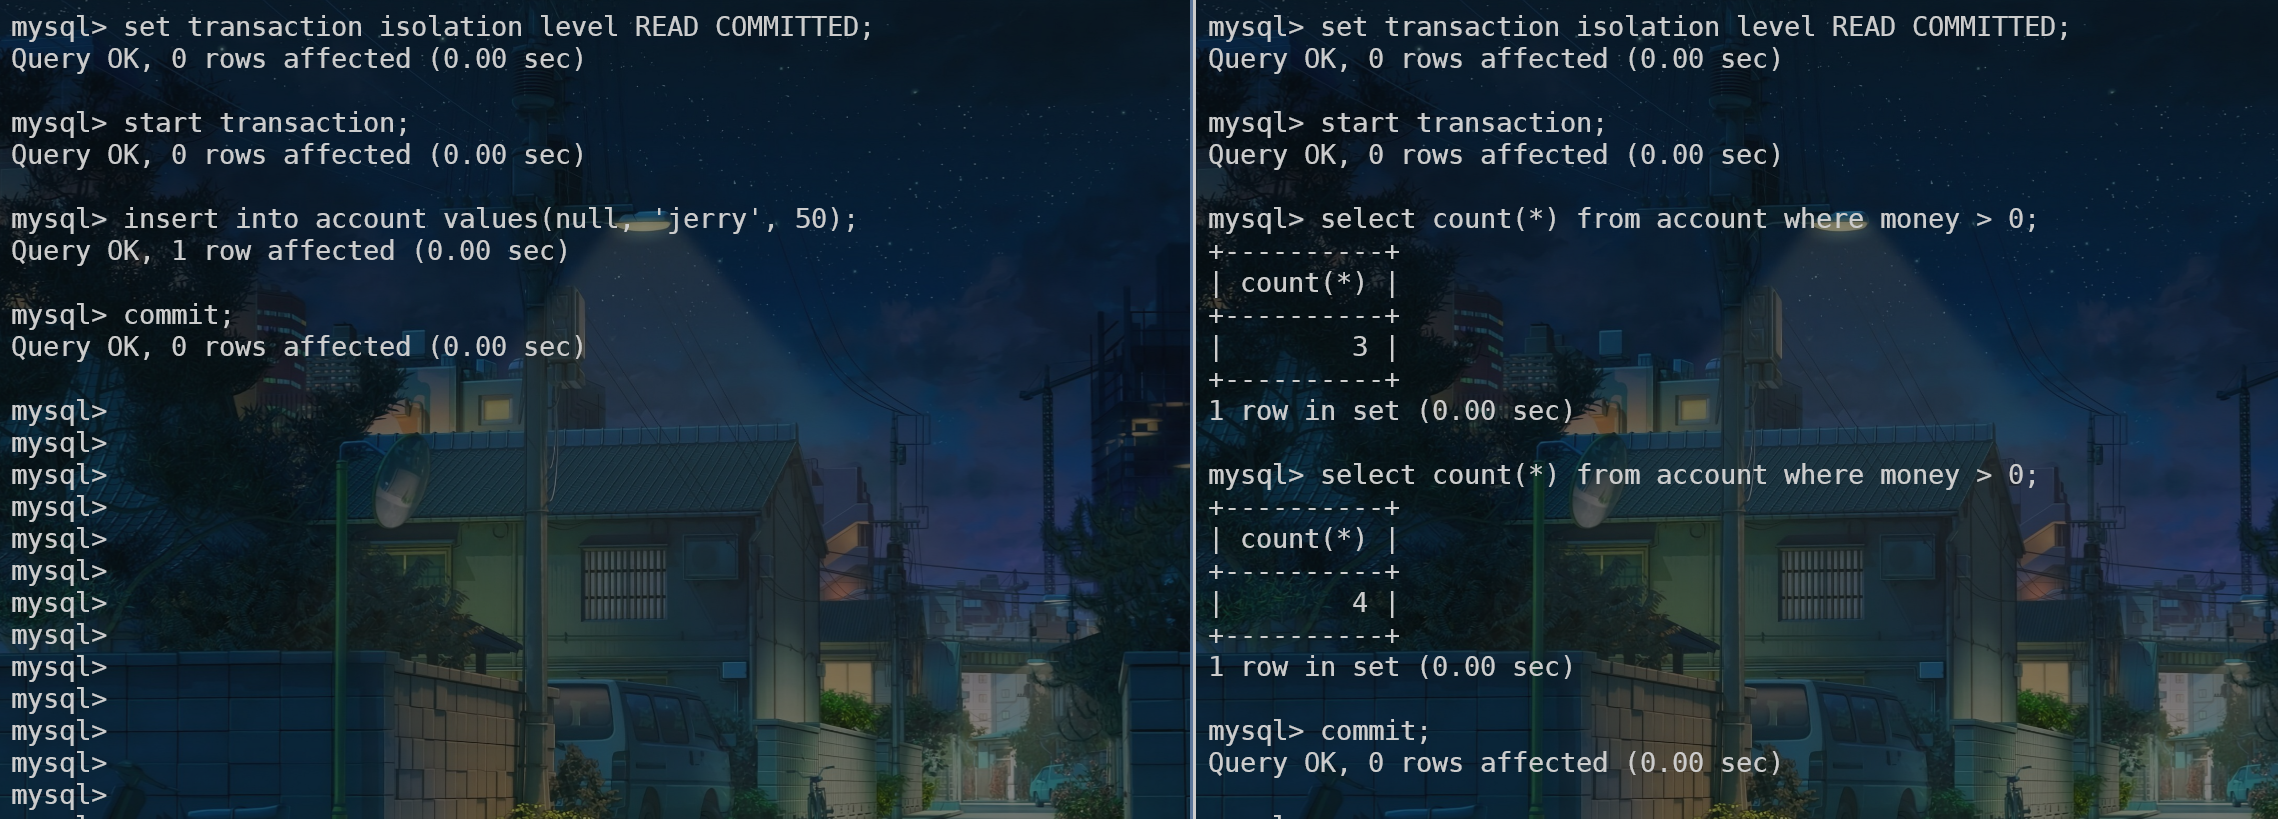 mysql> set transaction isolation level READ COMMITTED;
Query OK, 0 rows affected (0.00 sec)
mysql> start transaction;
Query OK, 0 rows affected (0.00 sec)
mysql> insert into account values(null, 'jerry', 50);
Query OK, 1 row affected (0.00 sec)
mysql> commit;
Query OK, 0 rows affected (0.00 sec)
mysql>
mysql>
mysql>
mysql>
mysql>
mysql>
mysql>
mysql>
mysql>
mysql>
mysql>
mysql>
mysql>
mysql> set transaction isolation level READ COMMITTED;
Query OK, 0 rows affected (0.00 sec)
mysql> start transaction;
Query OK, 0 rows affected (0.00 sec)
mysql> select count(*) from account where money > 0;
+----------+
| count(*) |
+----------+
|        3 |
+----------+
1 row in set (0.00 sec)
mysql> select count(*) from account where money > 0;
+----------+
| count(*) |
+----------+
|        4 |
+----------+
1 row in set (0.00 sec)
mysql> commit;
Query OK, 0 rows affected (0.00 sec)